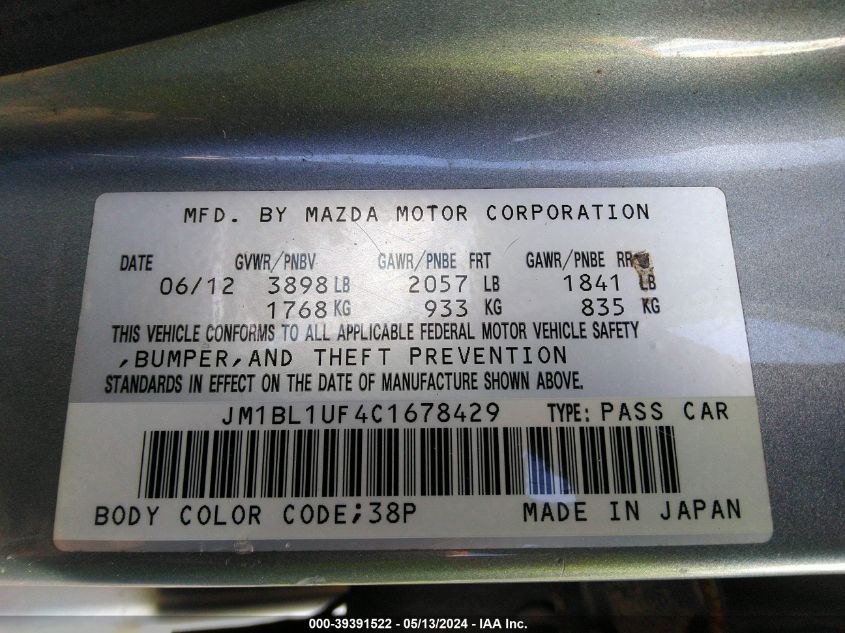 MFD. BY MAZDA MOTOR CORPORATION
DATE GVWR/PNBV GAWR/PNBE FRT GAWR/PNBE
06/12 3898 LB 2057 LB 1841 LB
1768 KG 933 KG 835 KG
THIS VEHICLE CONFORMS TO ALL APPLICABLE FEDERAL MOTOR VEHICLE SAFETY
,BUMPER,AND THEFT PREVENTION
STANDARDS IN EFFECT ON THE DATE OF MANUFACTURE SHOWN ABOVE.
JM1BL1UF4C1678429 TYPE: PASS CAR
BODY COLOR CODE;38P MADE IN JAPAN
000-39391522 - 05/13/2024 - IAA Inc.